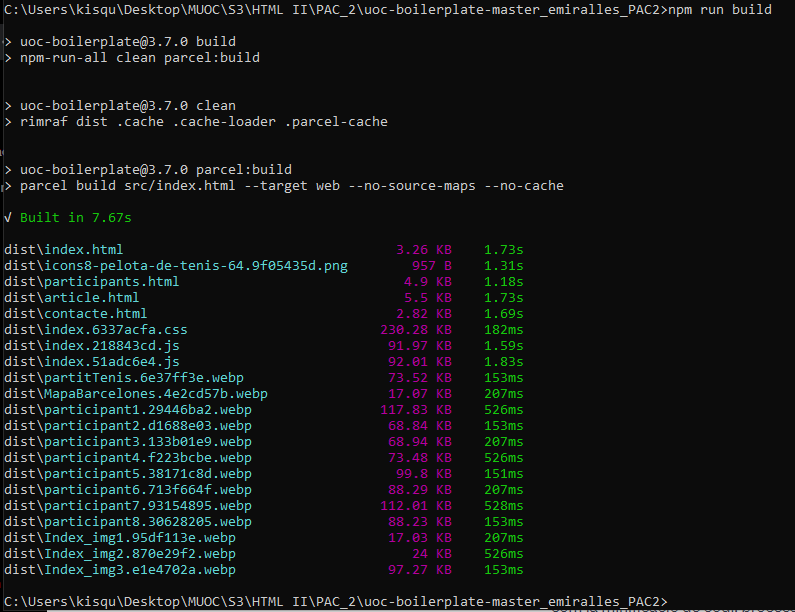 C:\Users\kisqu\Desktop\MUOC\S3\HTML II\PAC_2\uoc-boilerplate-master_emiralles_PAC2>npm run build
> uoc-boilerplate@3.7.0 build
> npm-run-all clean parcel:build
> uoc-boilerplate@3.7.0 clean
> rimraf dist .cache .cache-loader .parcel-cache
> uoc-boilerplate@3.7.0 parcel:build
> parcel build src/index.html --target web --no-source-maps --no-cache
√ Built in 7.67s
dist\index.html 3.26 KB 1.73s
dist\icons8-pelota-de-tenis-64.9f05435d.png 957 B 1.31s
dist\participants.html 4.9 KB 1.18s
dist\article.html 5.5 KB 1.73s
dist\contacte.html 2.82 KB 1.69s
dist\index.6337acfa.css 230.28 KB 182ms
dist\index.218843cd.js 91.97 KB 1.59s
dist\index.51adc6e4.js 92.01 KB 1.83s
dist\partitTenis.6e37ff3e.webp 73.52 KB 153ms
dist\MapaBarcelones.4e2cd57b.webp 17.07 KB 207ms
dist\participant1.29446ba2.webp 117.83 KB 526ms
dist\participant2.d1688e03.webp 68.84 KB 153ms
dist\participant3.133b01e9.webp 68.94 KB 207ms
dist\participant4.f223bcbe.webp 73.48 KB 526ms
dist\participant5.38171c8d.webp 99.8 KB 151ms
dist\participant6.713f664f.webp 88.29 KB 207ms
dist\participant7.93154895.webp 112.01 KB 528ms
dist\participant8.30628205.webp 88.23 KB 153ms
dist\Index_img1.95df113e.webp 17.03 KB 207ms
dist\Index_img2.870e29f2.webp 24 KB 526ms
dist\Index_img3.e1e4702a.webp 97.27 KB 153ms
C:\Users\kisqu\Desktop\MUOC\S3\HTML II\PAC_2\uoc-boilerplate-master_emiralles_PAC2>